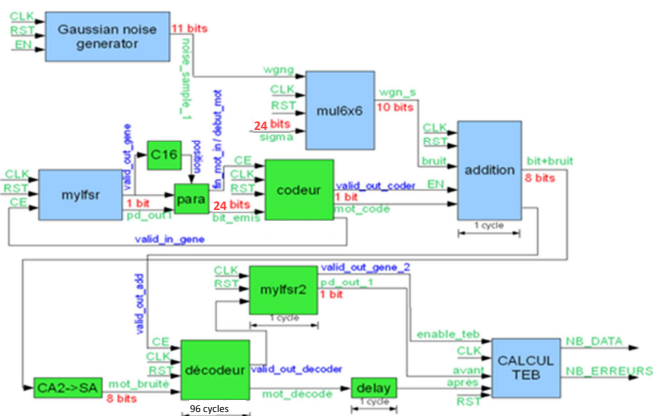 CLK
RST
EN
Gaussian noise generator
11 bits
noise_sample_1
wgng
CLK
RST
24 bits
sigma
mul6x6
wgn_s
10 bits
CLK
RST
bruit
EN
addition
bit+bruit
8 bits
1 cycle
CLK
RST
CE
mylfsr
valid_out_gene
1 bit
pd_out1
C16
position
para
fin_mot_in / debut_mot
24 bits
bit_emis
CE
CLK
RST
codeur
valid_out_coder
1 bit
mot_code
valid_in_gene
valid_out_add
CLK
RST
mylfsr2
1 cycle
valid_out_gene_2
pd_out_1
1 bit
CA2->SA
mot_bruité
8 bits
CE
CLK
RST
décodeur
96 cycles
valid_out_decoder
mot_décode
delay
1 cycle
enable_teb
CLK
avant
après
RST
CALCUL TEB
NB_DATA
NB_ERREURS